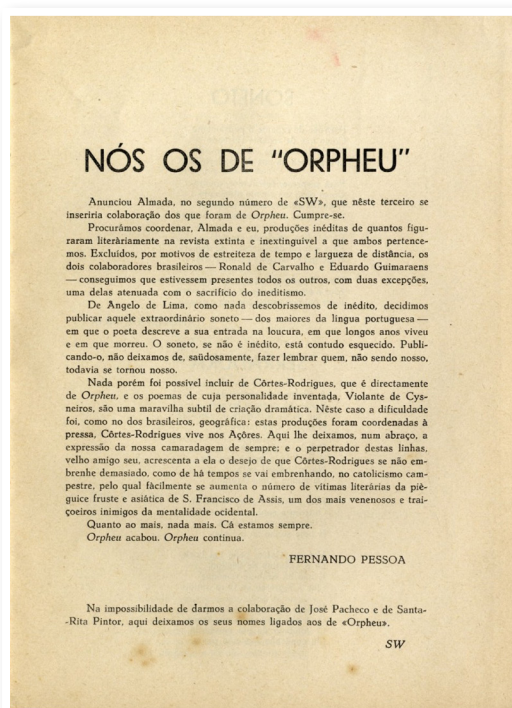 NÓS OS DE "ORPHEU"
Anunciou Almada, no segundo número de «SW», que nêste terceiro se
inseriria colaboração dos que foram de Orpheu. Cumpre-se.
Procurâmos coordenar, Almada e eu, produções inéditas de quantos figu-
raram literàriamente na revista extinta e inextinguivel a que ambos pertence-
mos. Excluídos, por motivos de estreiteza de tempo e largueza de distância, os
dois colaboradores brasileiros — Ronald de Carvalho e Eduardo Guimaraens
— conseguimos que estivessem presentes todos os outros, com duas excepções,
uma delas atenuada com o sacrifício do ineditismo.
De Angelo de Lima, como nada descobrissemos de inédito, decidimos
publicar aquele extraordinário soneto — dos maiores da língua portuguesa —
em que o poeta descreve a sua entrada na loucura, em que longos anos viveu
e em que morreu. O soneto, se não é inédito, está contudo esquecido. Publi-
cando-o, não deixamos de, saüdosamente, fazer lembrar quem, não sendo nosso,
todavia se tornou nosso.
Nada porém foi possível incluir de Côrtes-Rodrigues, que é directamente
de Orpheu, e os poemas de cuja personalidade inventada, Violante de Cys-
neiros, são uma maravilha subtil de criação dramática. Nêste caso a dificuldade
foi, como no dos brasileiros, geográfica: estas produções foram coordenadas à
pressa, Côrtes-Rodrigues vive nos Açôres. Aqui lhe deixamos, num abraço, a
expressão da nossa camaradagem de sempre; e o perpetrador destas linhas,
velho amigo seu, acrescenta a ela o desejo de que Côrtes-Rodrigues se não em-
brenhe demasiado, como de há tempos se vai embrenhando, no catolicismo cam-
pestre, pelo qual fàcilmente se aumenta o número de vítimas literárias da piè-
guice fruste e asiática de S. Francisco de Assis, um dos mais venenosos e trai-
çoeiros inimigos da mentalidade ocidental.
Quanto ao mais, nada mais. Cá estamos sempre.
Orpheu acabou. Orpheu continua.
FERNANDO PESSOA
Na impossibilidade de darmos a colaboração de José Pacheco e de Santa-
-Rita Pintor, aqui deixamos os seus nomes ligados aos de «Orpheu».
SW